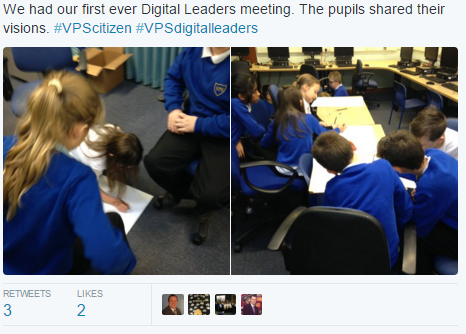 We had our first ever Digital Leaders meeting. The pupils shared their
visions. #VPScitizen #VPSdigitalleaders
RETWEETS
LIKES
3
2